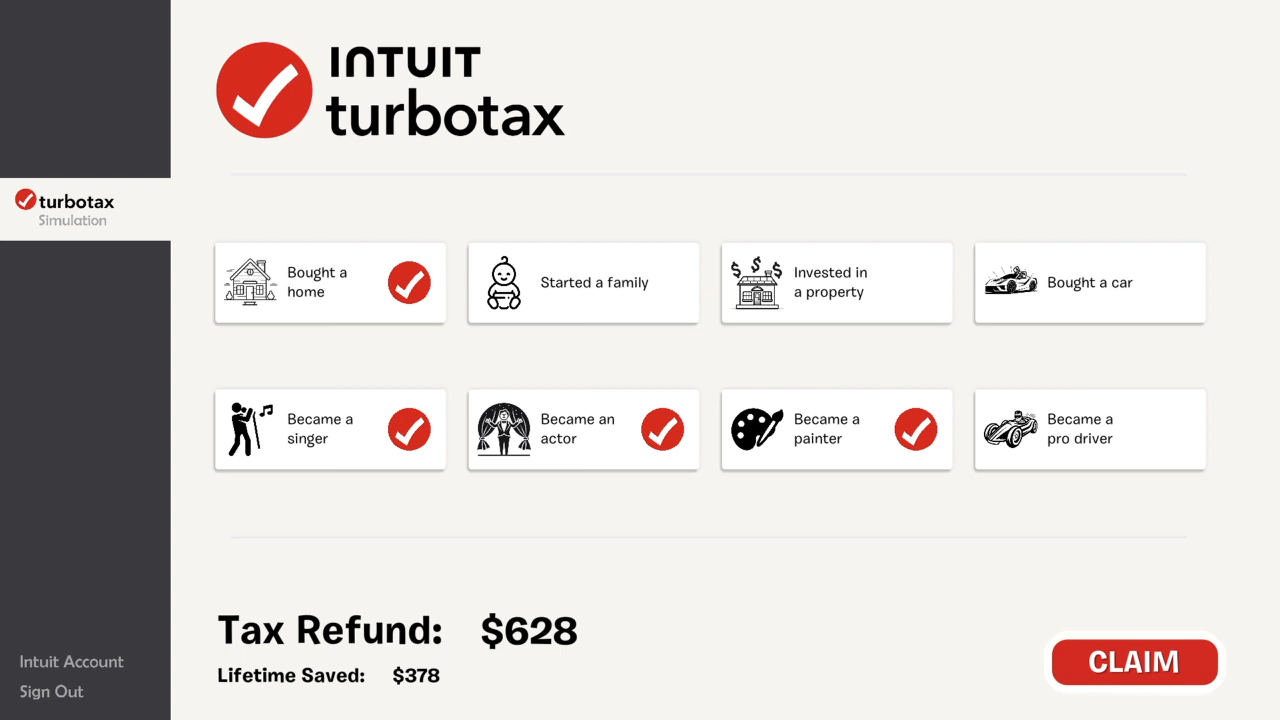 INTUIT
turbotax
turbotax
Simulation
Bought a
home
Started a family
Invested in
a property
Bought a car
Became a
singer
Became an
actor
Became a
painter
Became a
pro driver
Tax Refund: $628
Lifetime Saved: $378
CLAIM
Intuit Account
Sign Out